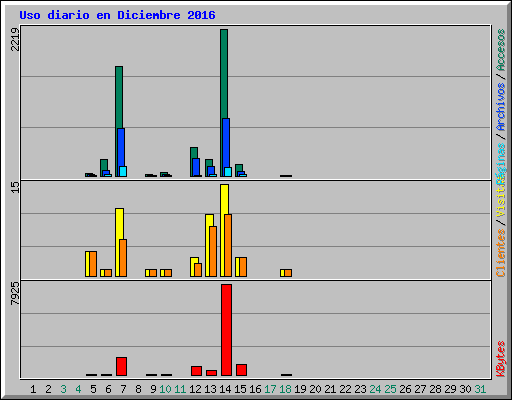 Uso diario en Diciembre 2016
2219
15
7925
Accesos
/
Archivos
/
Páginas
Visitas
/
Clientes
KBytes
1 2 3 4 5 6 7 8 9 10 11 12 13 14 15 16 17 18 19 20 21 22 23 24 25 26 27 28 29 30 31